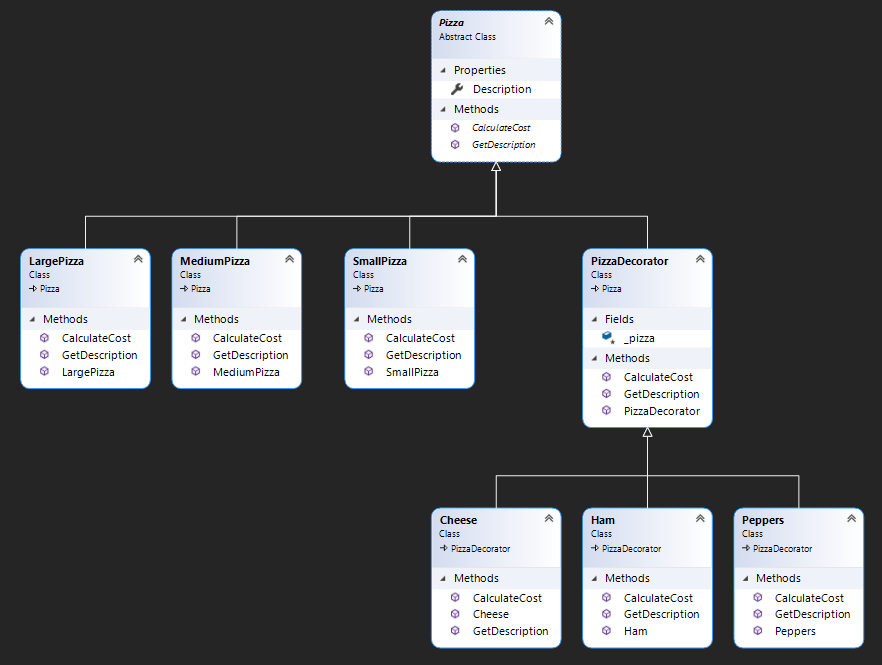 Pizza
Abstract Class
Properties
Description
Methods
CalculateCost
GetDescription
LargePizza
Class
Pizza
Methods
CalculateCost
GetDescription
LargePizza
MediumPizza
Class
Pizza
Methods
CalculateCost
GetDescription
MediumPizza
SmallPizza
Class
Pizza
Methods
CalculateCost
GetDescription
SmallPizza
PizzaDecorator
Class
Pizza
Fields
_pizza
Methods
CalculateCost
GetDescription
PizzaDecorator
Cheese
Class
PizzaDecorator
Methods
CalculateCost
Cheese
GetDescription
Ham
Class
PizzaDecorator
Methods
CalculateCost
GetDescription
Ham
Peppers
Class
PizzaDecorator
Methods
CalculateCost
GetDescription
Peppers